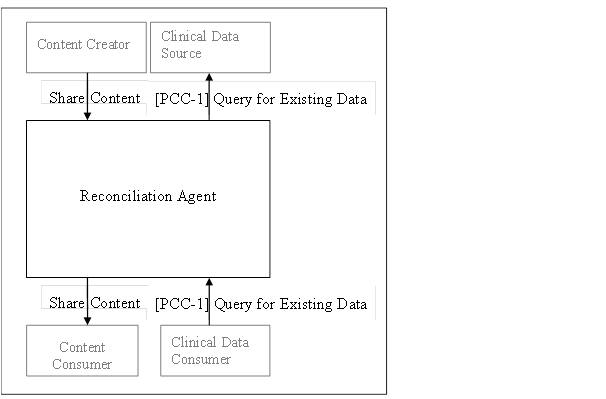 Content Creator
Clinical Data
Source
Share Content
[PCC-1] Query for Existing Data
Reconciliation Agent
Share Content
[PCC-1] Query for Existing Data
Content
Consumer
Clinical Data
Consumer